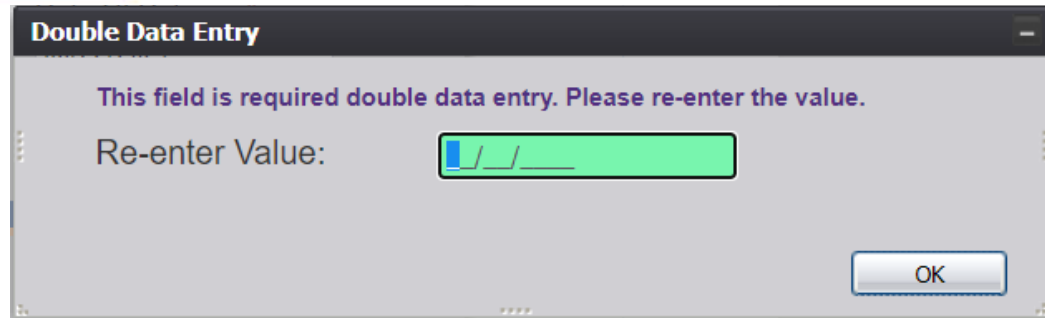 Double Data Entry
This field is required double data entry. Please re-enter the value.
Re-enter Value: __/__/____
OK